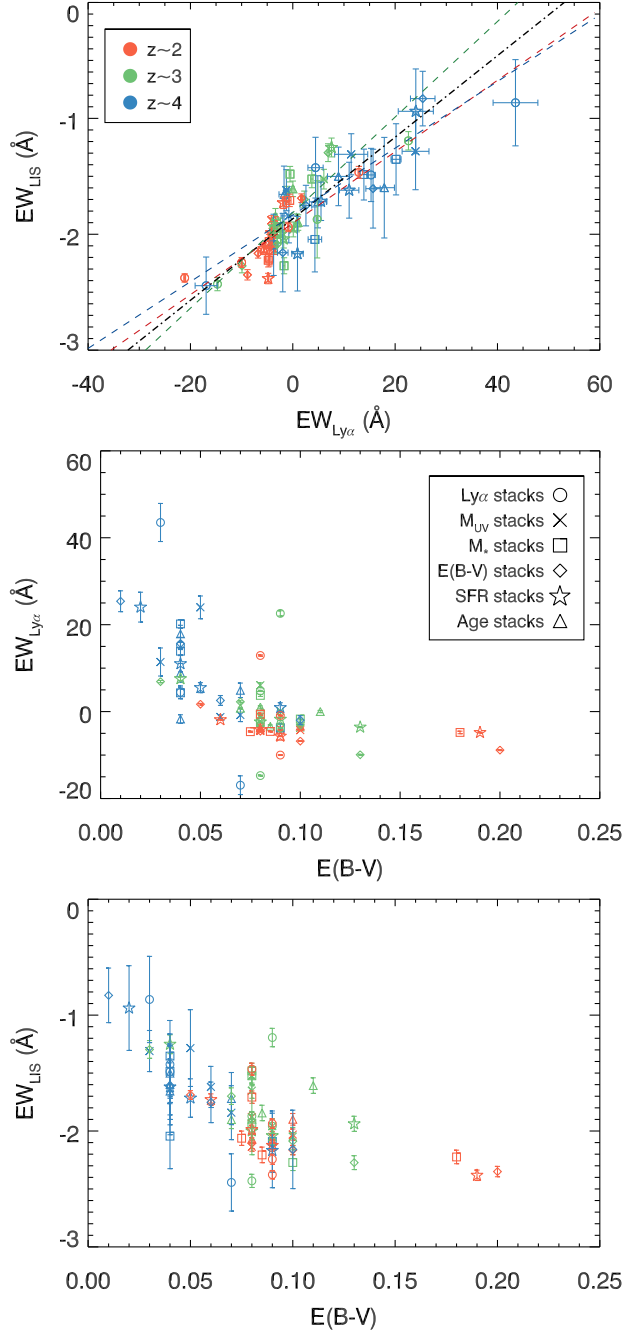 0
-1
-2
-3
EW_LIS (Å)
z~2
z~3
z~4
-40 -20 0 20 40 60
EW_Lyα (Å)
60
40
20
0
-20
EW_Lyα (Å)
Lyα stacks
M_UV stacks
M_* stacks
E(B-V) stacks
SFR stacks
Age stacks
0.00 0.05 0.10 0.15 0.20 0.25
E(B-V)
0
-1
-2
-3
EW_LIS (Å)
0.00 0.05 0.10 0.15 0.20 0.25
E(B-V)